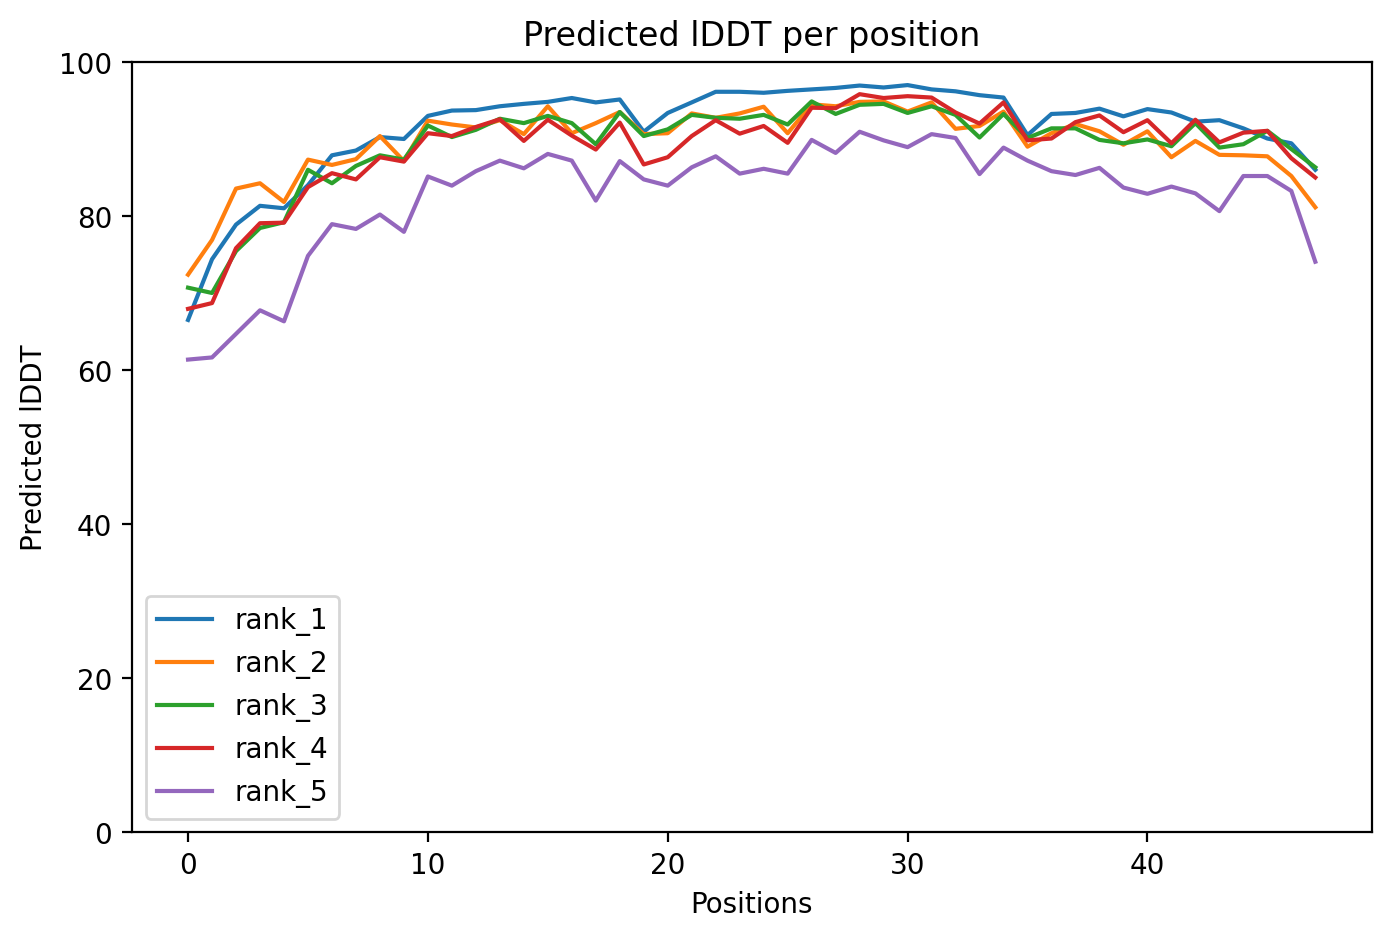 Predicted lDDT per position
100
80
60
40
20
0
Predicted lDDT
rank_1
rank_2
rank_3
rank_4
rank_5
0 10 20 30 40
Positions